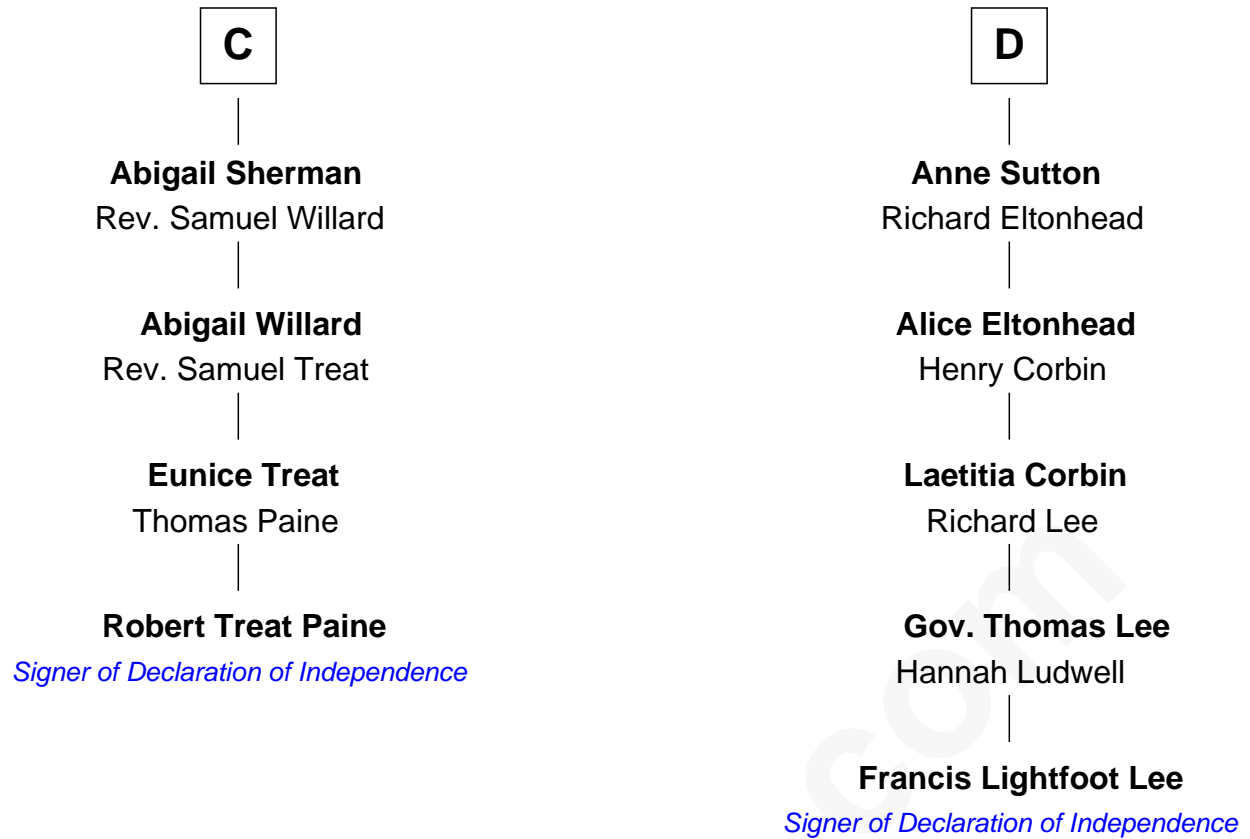 C
Abigail Sherman
Rev. Samuel Willard
Abigail Willard
Rev. Samuel Treat
Eunice Treat
Thomas Paine
Robert Treat Paine
Signer of Declaration of Independence
D
Anne Sutton
Richard Eltonhead
Alice Eltonhead
Henry Corbin
Laetitia Corbin
Richard Lee
Gov. Thomas Lee
Hannah Ludwell
Francis Lightfoot Lee
Signer of Declaration of Independence
com